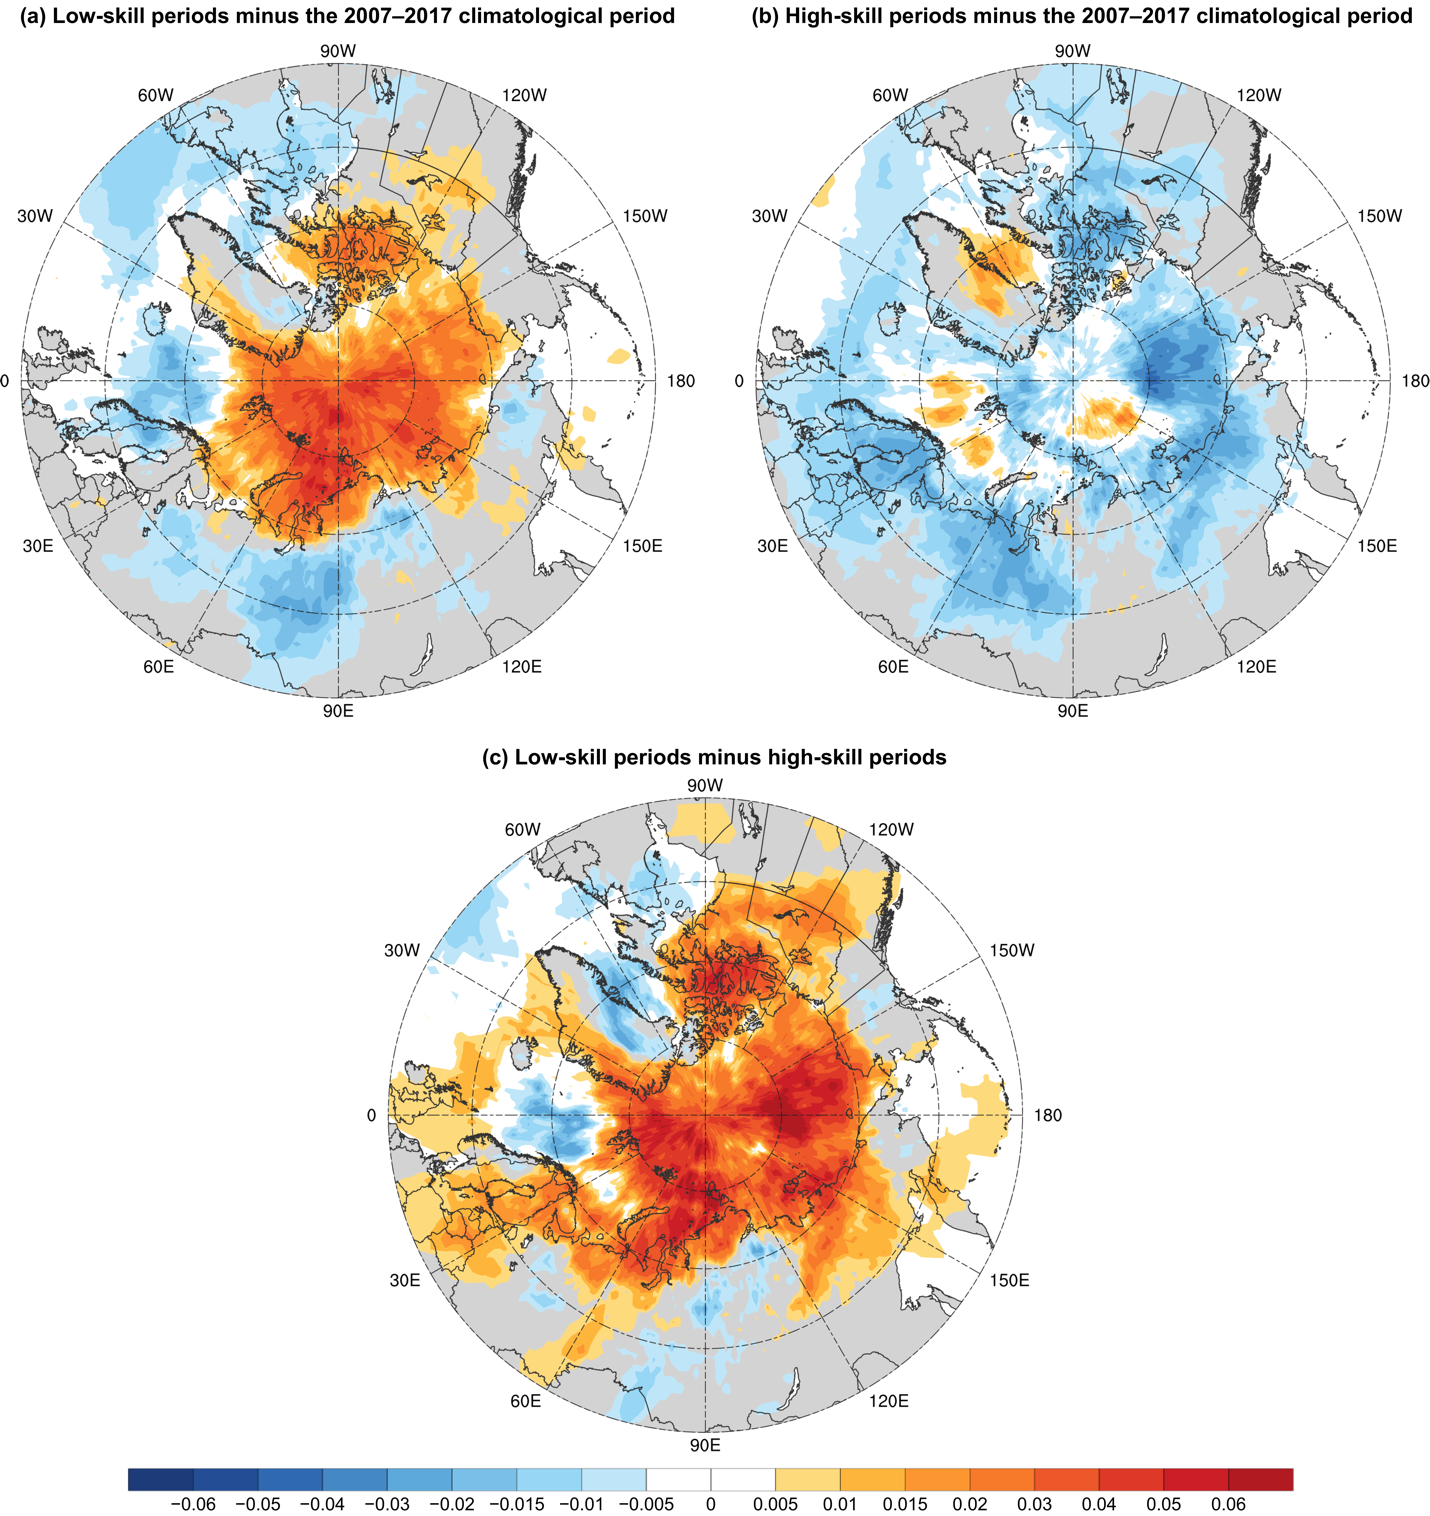 (a) Low-skill periods minus the 2007–2017 climatological period
(b) High-skill periods minus the 2007–2017 climatological period
90W
60W
120W
30W
150W
0
180
30E
150E
60E
120E
90E
90W
60W
120W
30W
150W
0
180
30E
150E
60E
120E
90E
(c) Low-skill periods minus high-skill periods
90W
60W
120W
30W
150W
0
180
30E
150E
60E
120E
90E
−0.06 −0.05 −0.04 −0.03 −0.02 −0.015 −0.01 −0.005 0 0.005 0.01 0.015 0.02 0.03 0.04 0.05 0.06